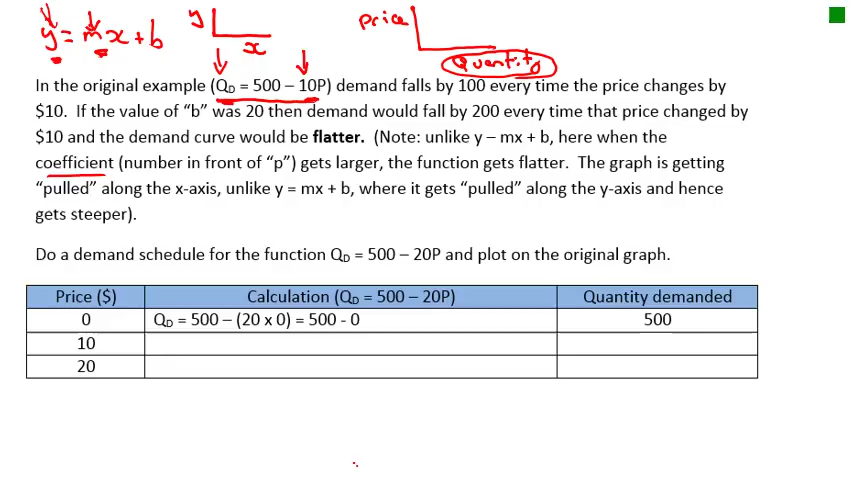 y = mx + b
y
x
price
Quantity
In the original example (QD = 500 – 10P) demand falls by 100 every time the price changes by
$10. If the value of "b" was 20 then demand would fall by 200 every time that price changed by
$10 and the demand curve would be flatter. (Note: unlike y – mx + b, here when the
coefficient (number in front of "p") gets larger, the function gets flatter. The graph is getting
"pulled" along the x-axis, unlike y = mx + b, where it gets "pulled" along the y-axis and hence
gets steeper).
Do a demand schedule for the function QD = 500 – 20P and plot on the original graph.
Price ($) Calculation (QD = 500 – 20P) Quantity demanded
0 QD = 500 – (20 x 0) = 500 - 0 500
10
20